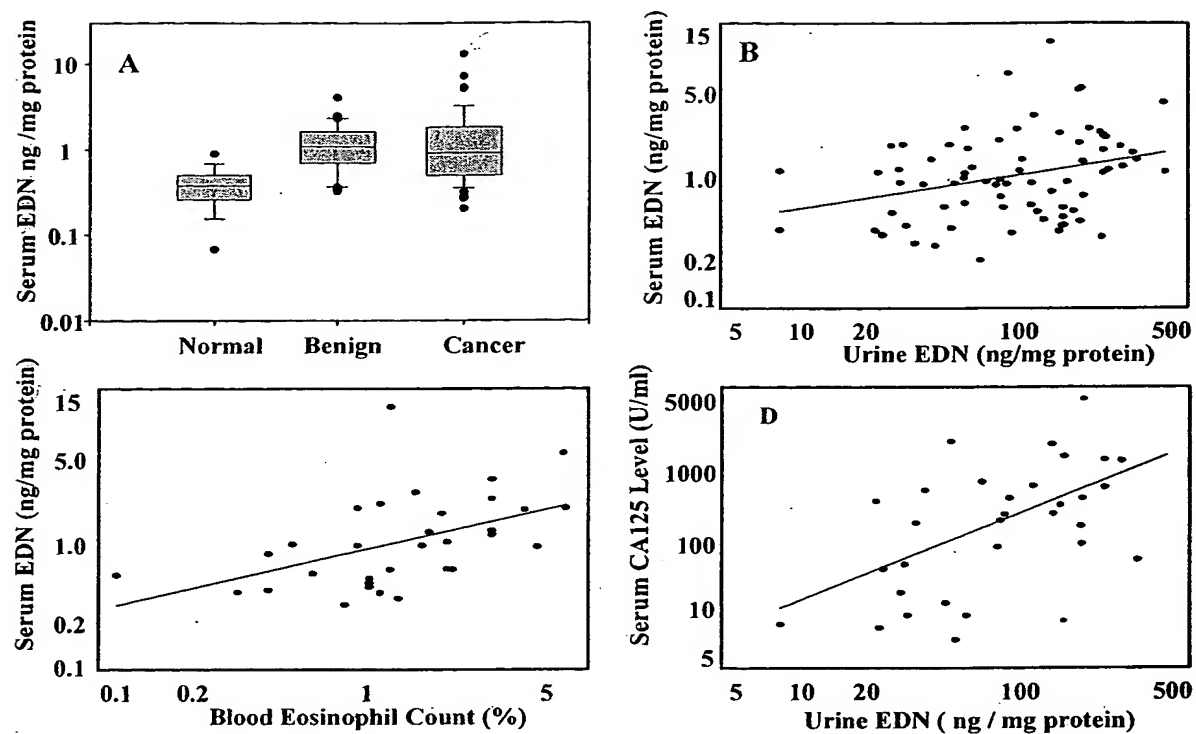 A
Serum EDN ng /mg protein
10
1
0.1
0.01
Normal Benign Cancer
B
Serum EDN (ng/mg protein)
15
5.0
1.0
0.2
0.1
5 10 20 100 500
Urine EDN (ng/mg protein)
Serum EDN (ng/mg protein)
15
5.0
1.0
0.2
0.1
0.1 0.2 1 5
Blood Eosinophil Count (%)
D
Serum CA125 Level (U/ml)
5000
1000
100
10
5
5 10 20 100 500
Urine EDN ( ng / mg protein)